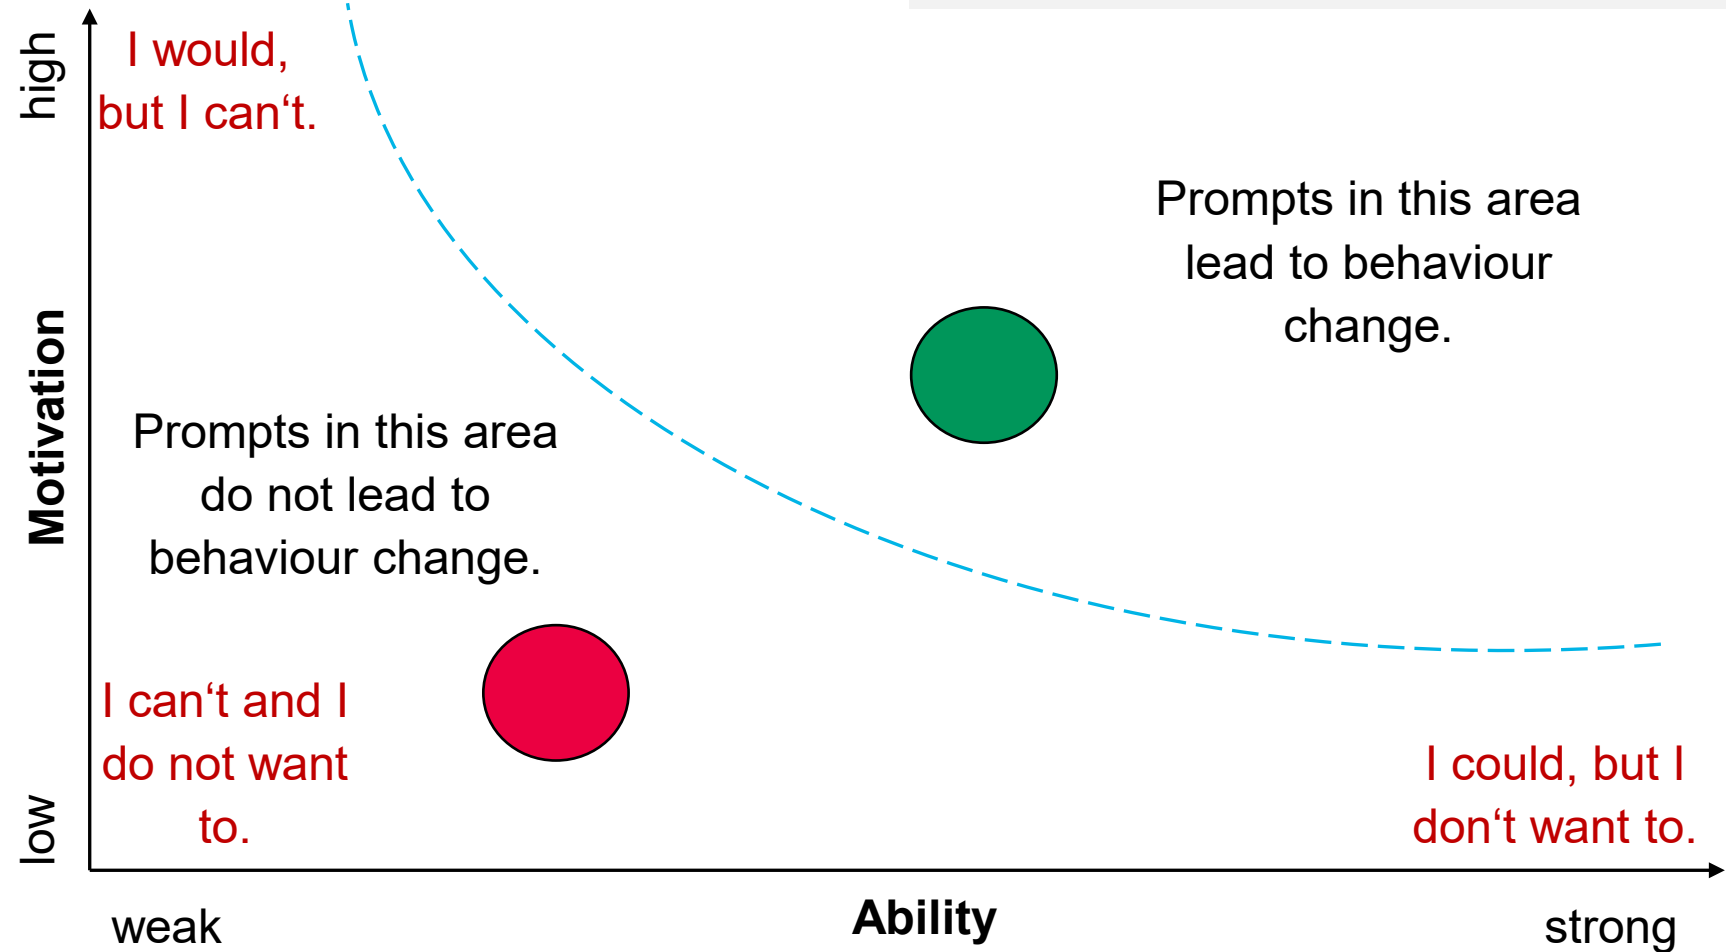 high
I would,
but I can‘t.
Prompts in this area
lead to behaviour
change.
Motivation
Prompts in this area
do not lead to
behaviour change.
I can‘t and I
do not want
to.
I could, but I
don‘t want to.
low
weak
Ability
strong